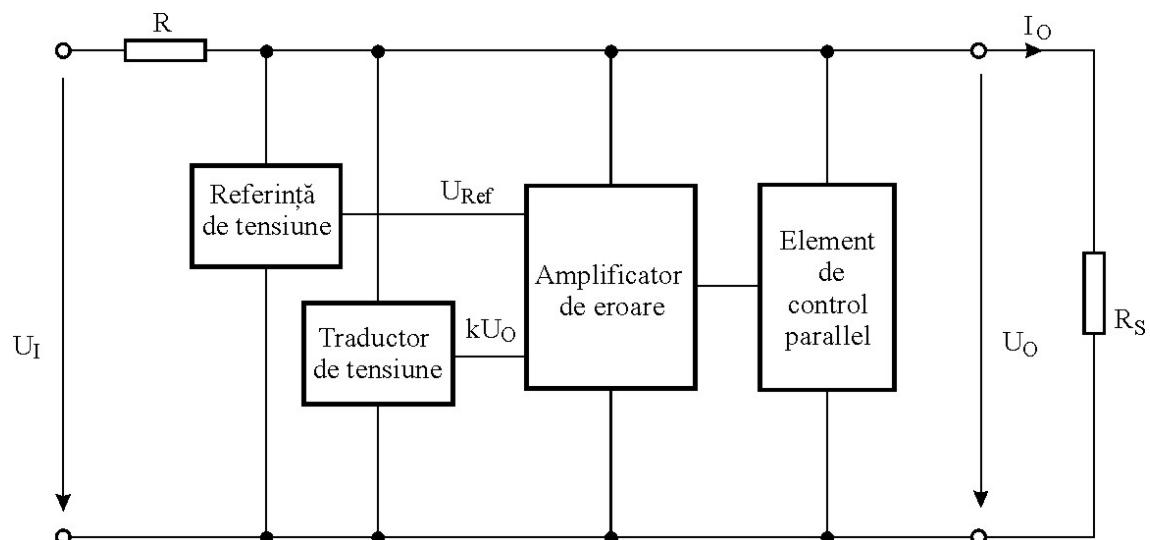 R
I_O
Referință
de tensiune
U_Ref
Amplificator
de eroare
Element
de
control
parallel
Traductor
de tensiune
kU_O
U_I
U_O
R_S